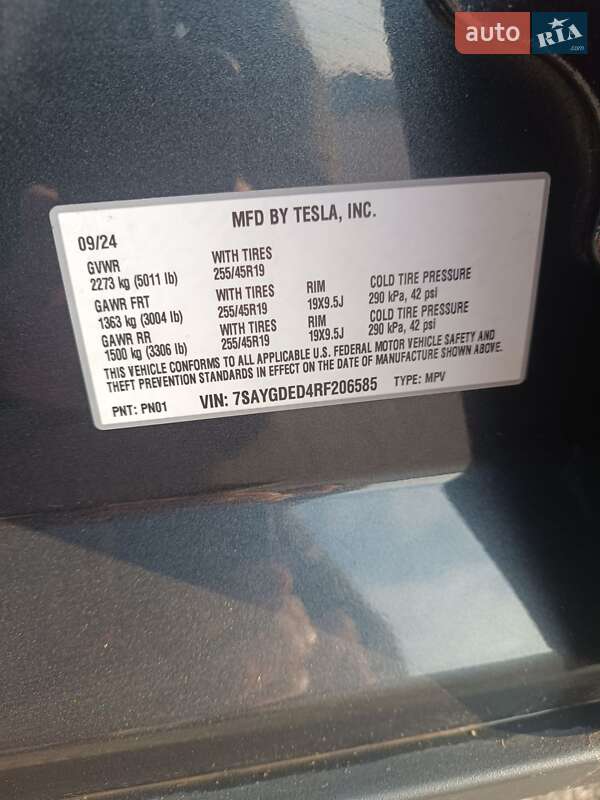 auto RIA.com
MFD BY TESLA, INC.
09/24
GVWR WITH TIRES
2273 kg (5011 lb) 255/45R19
GAWR FRT WITH TIRES RIM COLD TIRE PRESSURE
1363 kg (3004 lb) 255/45R19 19X9.5J 290 kPa, 42 psi
GAWR RR WITH TIRES RIM COLD TIRE PRESSURE
1500 kg (3306 lb) 255/45R19 19X9.5J 290 kPa, 42 psi
THIS VEHICLE CONFORMS TO ALL APPLICABLE U.S. FEDERAL MOTOR VEHICLE SAFETY AND
THEFT PREVENTION STANDARDS IN EFFECT ON THE DATE OF MANUFACTURE SHOWN ABOVE.
PNT: PN01 VIN: 7SAYGDED4RF206585 TYPE: MPV